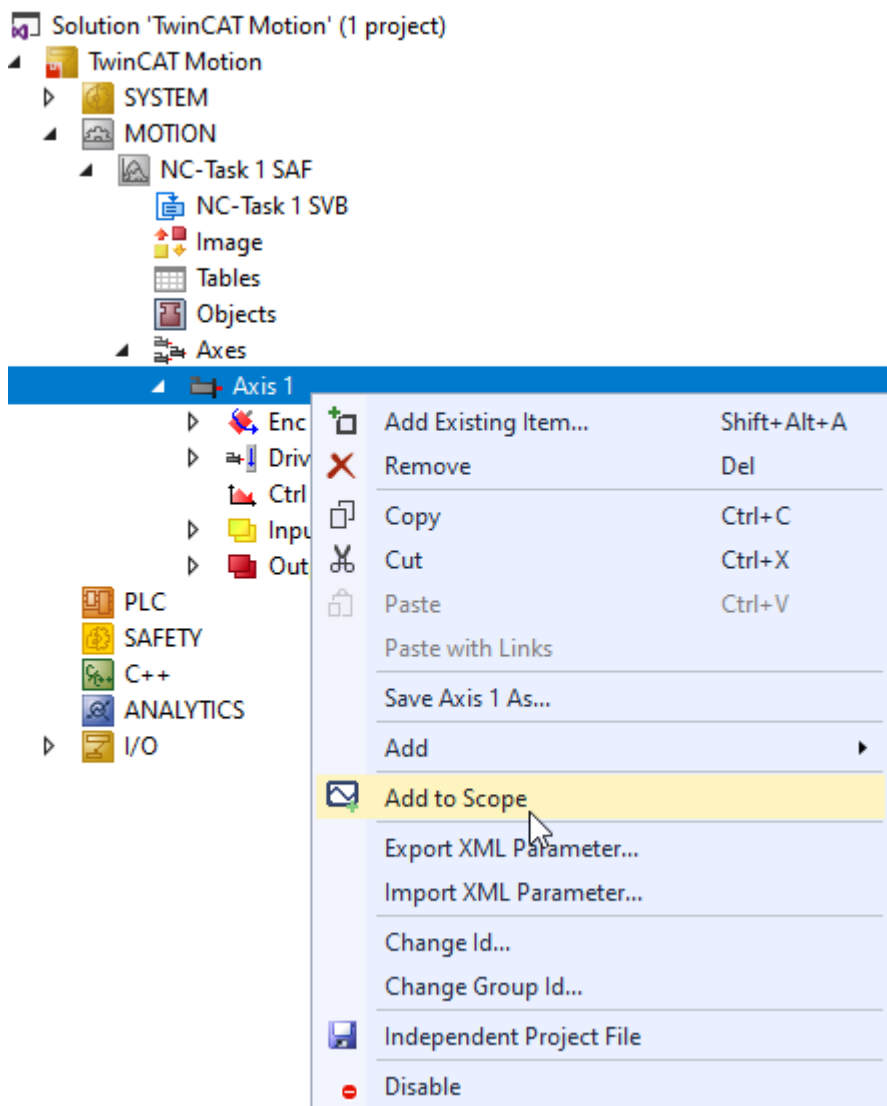 Solution 'TwinCAT Motion' (1 project)
TwinCAT Motion
SYSTEM
MOTION
NC-Task 1 SAF
NC-Task 1 SVB
Image
Tables
Objects
Axes
Axis 1
Enc
Driv
Ctrl
Inpu
Out
PLC
SAFETY
C++
ANALYTICS
I/O
Add Existing Item... Shift+Alt+A
Remove Del
Copy Ctrl+C
Cut Ctrl+X
Paste Ctrl+V
Paste with Links
Save Axis 1 As...
Add
Add to Scope
Export XML Parameter...
Import XML Parameter...
Change Id...
Change Group Id...
Independent Project File
Disable